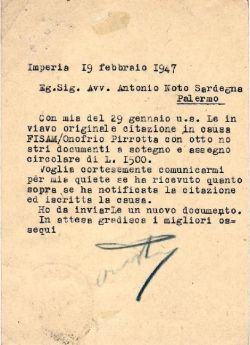 Imperia 19 febbraio 1947
Eg.Sig. Avv. Antonio Noto Sardegna
Palermo
Con mia del 29 gennaio u.s. Le in
viavo originale citazione in causa
FISAM/Onofrio Pirrotta con otto no
stri documenti a sotegno e assegno
circolare di L. 1500.
Voglia cortesemente comunicarmi
per mia quiete se ha ricevuto quanto
sopra se ha notificata la citazione
ed iscritta la causa.
Ho da inviarLe un nuovo documento.
In attesa gradisca i migliori os-
sequi